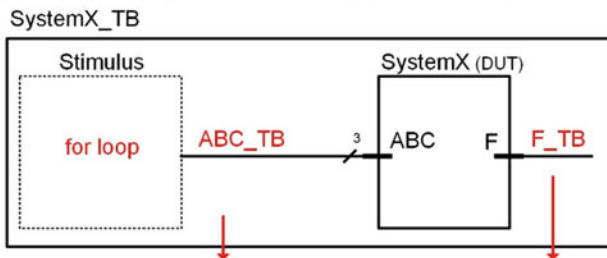 SystemX_TB
Stimulus
SystemX (DUT)
for loop
ABC_TB
3
ABC
F
F_TB